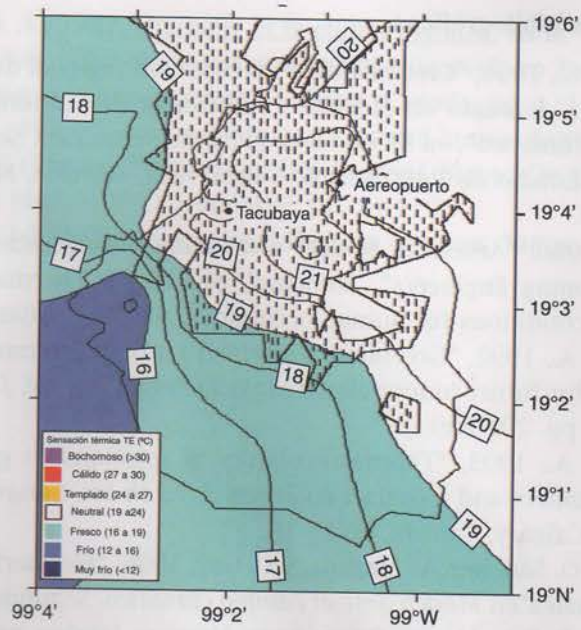 19°6'
20
19
18
19°5'
Aereopuerto
Tacubaya
19°4'
17
20
21
19
19°3'
16
18
20
19°2'
Sensación térmica TE (ºC)
Bochornoso (>30)
Cálido (27 a 30)
Templado (24 a 27)
Neutral (19 a24)
Fresco (16 a 19)
Frío (12 a 16)
Muy frío (<12)
19°1'
19
17
18
19°N'
99°4'
99°2'
99°W